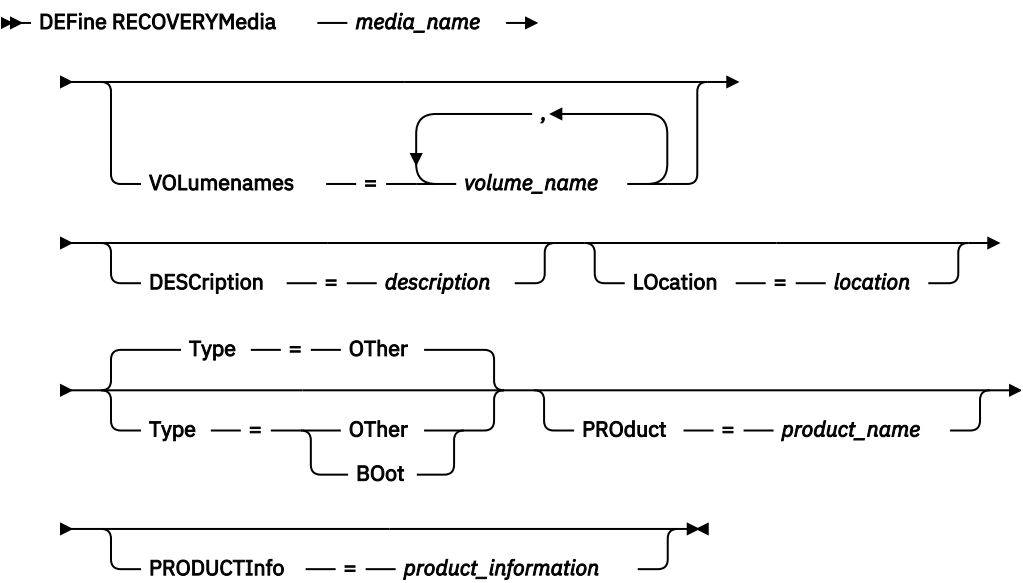 DEFine RECOVERYMedia media_name
,
VOLumenames = volume_name
DESCription = description LOcation = location
Type = OTher
Type = OTher PROduct = product_name
BOot
PRODUCTInfo = product_information